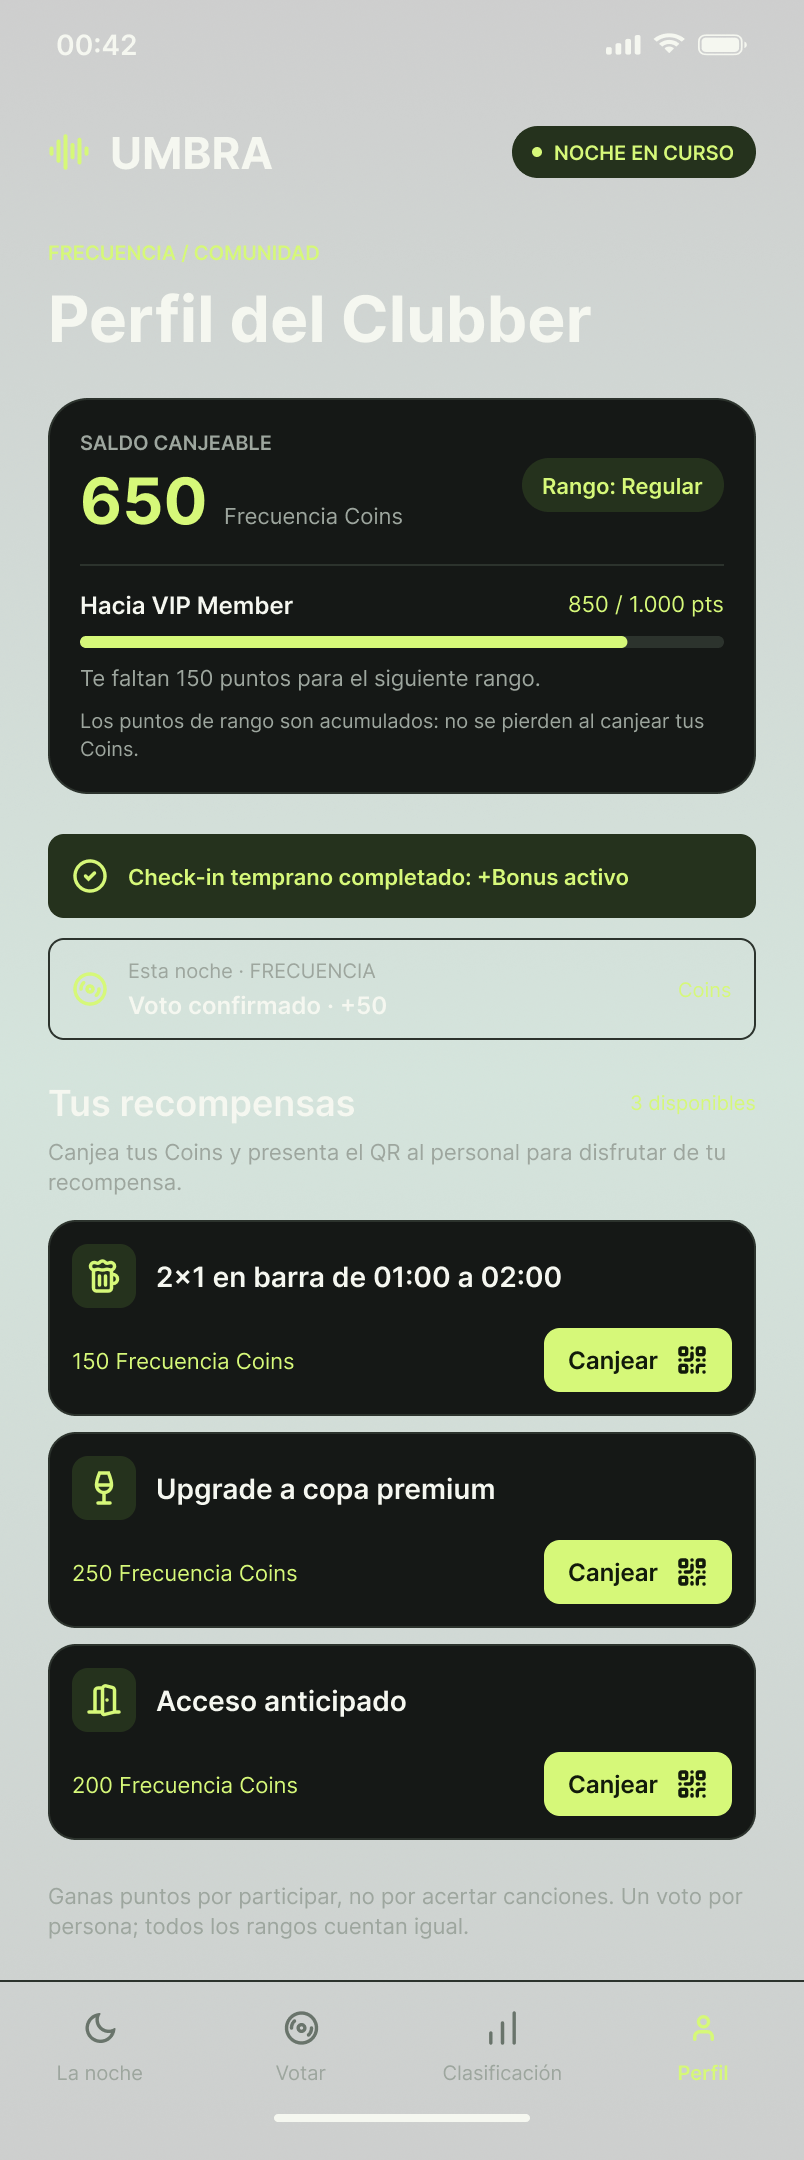 00:42
UMBRA
NOCHE EN CURSO
FRECUENCIA / COMUNIDAD
Perfil del Clubber
SALDO CANJEABLE
650 Frecuencia Coins
Rango: Regular
Hacia VIP Member
850 / 1.000 pts
Te faltan 150 puntos para el siguiente rango.
Los puntos de rango son acumulados: no se pierden al canjear tus
Coins.
Check-in temprano completado: +Bonus activo
Esta noche · FRECUENCIA
Voto confirmado · +50
Coins
Tus recompensas
3 disponibles
Canjea tus Coins y presenta el QR al personal para disfrutar de tu
recompensa.
2×1 en barra de 01:00 a 02:00
150 Frecuencia Coins
Canjear
Upgrade a copa premium
250 Frecuencia Coins
Canjear
Acceso anticipado
200 Frecuencia Coins
Canjear
Ganas puntos por participar, no por acertar canciones. Un voto por
persona; todos los rangos cuentan igual.
La noche
Votar
Clasificación
Perfil